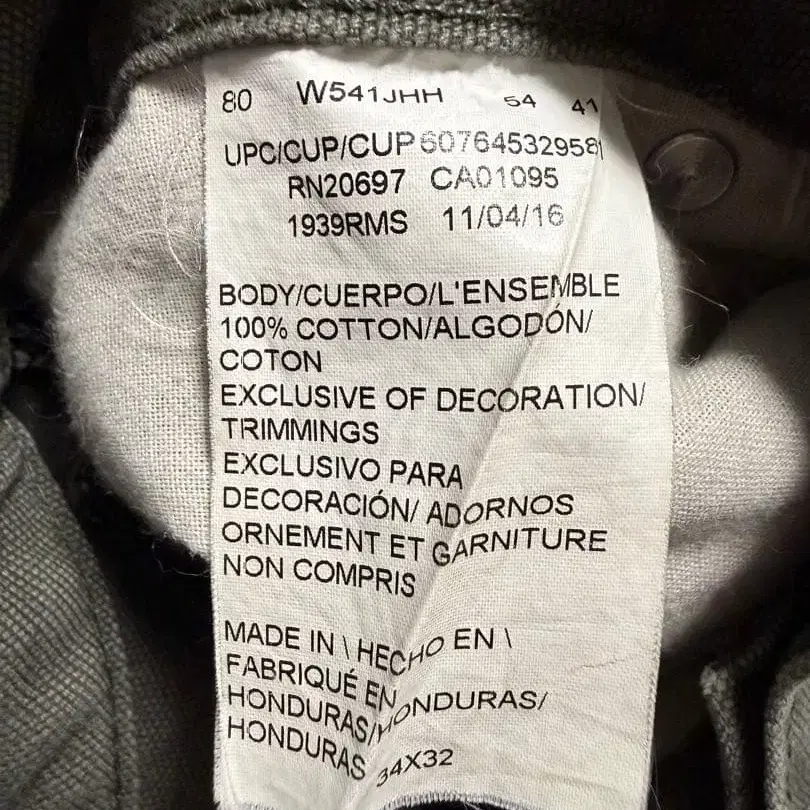 80 W541JHH 54 41
UPC/CUP/CUP 607645329581
RN20697 CA01095
1939RMS 11/04/16
BODY/CUERPO/L'ENSEMBLE
100% COTTON/ALGODÓN/
COTON
EXCLUSIVE OF DECORATION/
TRIMMINGS
EXCLUSIVO PARA
DECORACIÓN/ ADORNOS
ORNEMENT ET GARNITURE
NON COMPRIS
MADE IN \ HECHO EN \
FABRIQUÉ EN
HONDURAS/HONDURAS/
HONDURAS 34X32